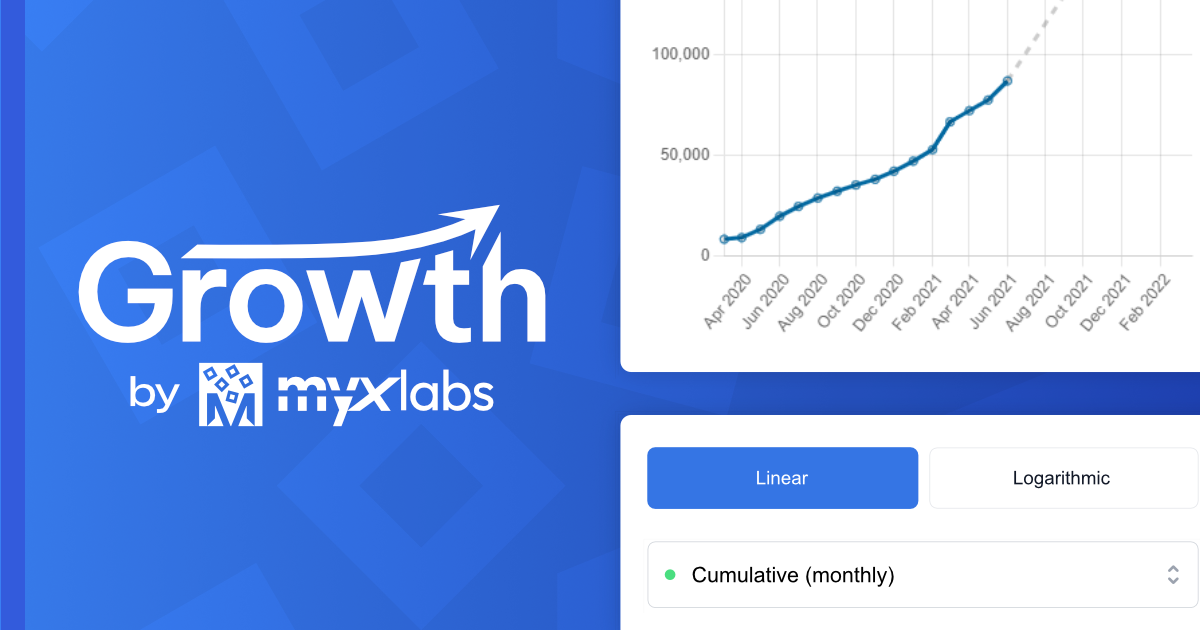 Growth
by myxlabs
100,000
50,000
0
Apr 2020
Jun 2020
Aug 2020
Oct 2020
Dec 2020
Feb 2021
Apr 2021
Jun 2021
Aug 2021
Oct 2021
Dec 2021
Feb 2022
Linear
Logarithmic
Cumulative (monthly)